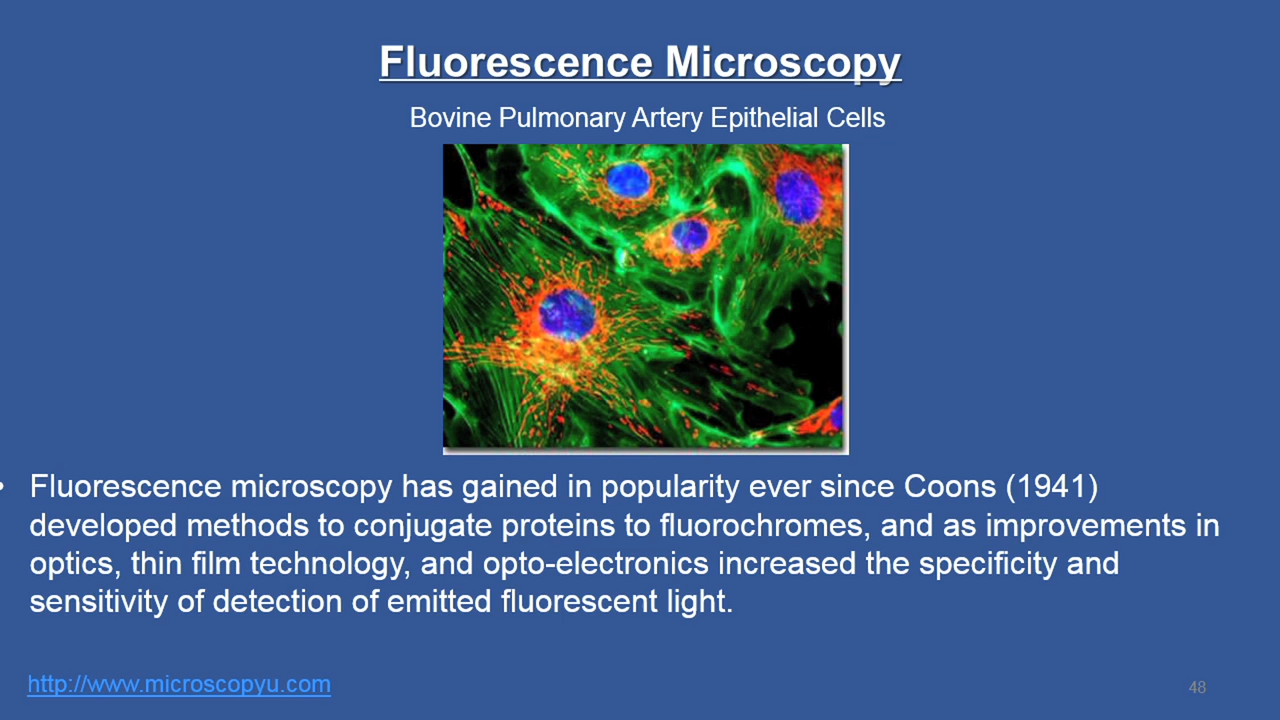 Fluorescence Microscopy
Bovine Pulmonary Artery Epithelial Cells
• Fluorescence microscopy has gained in popularity ever since Coons (1941)
developed methods to conjugate proteins to fluorochromes, and as improvements in
optics, thin film technology, and opto-electronics increased the specificity and
sensitivity of detection of emitted fluorescent light.
http://www.microscopyu.com
48